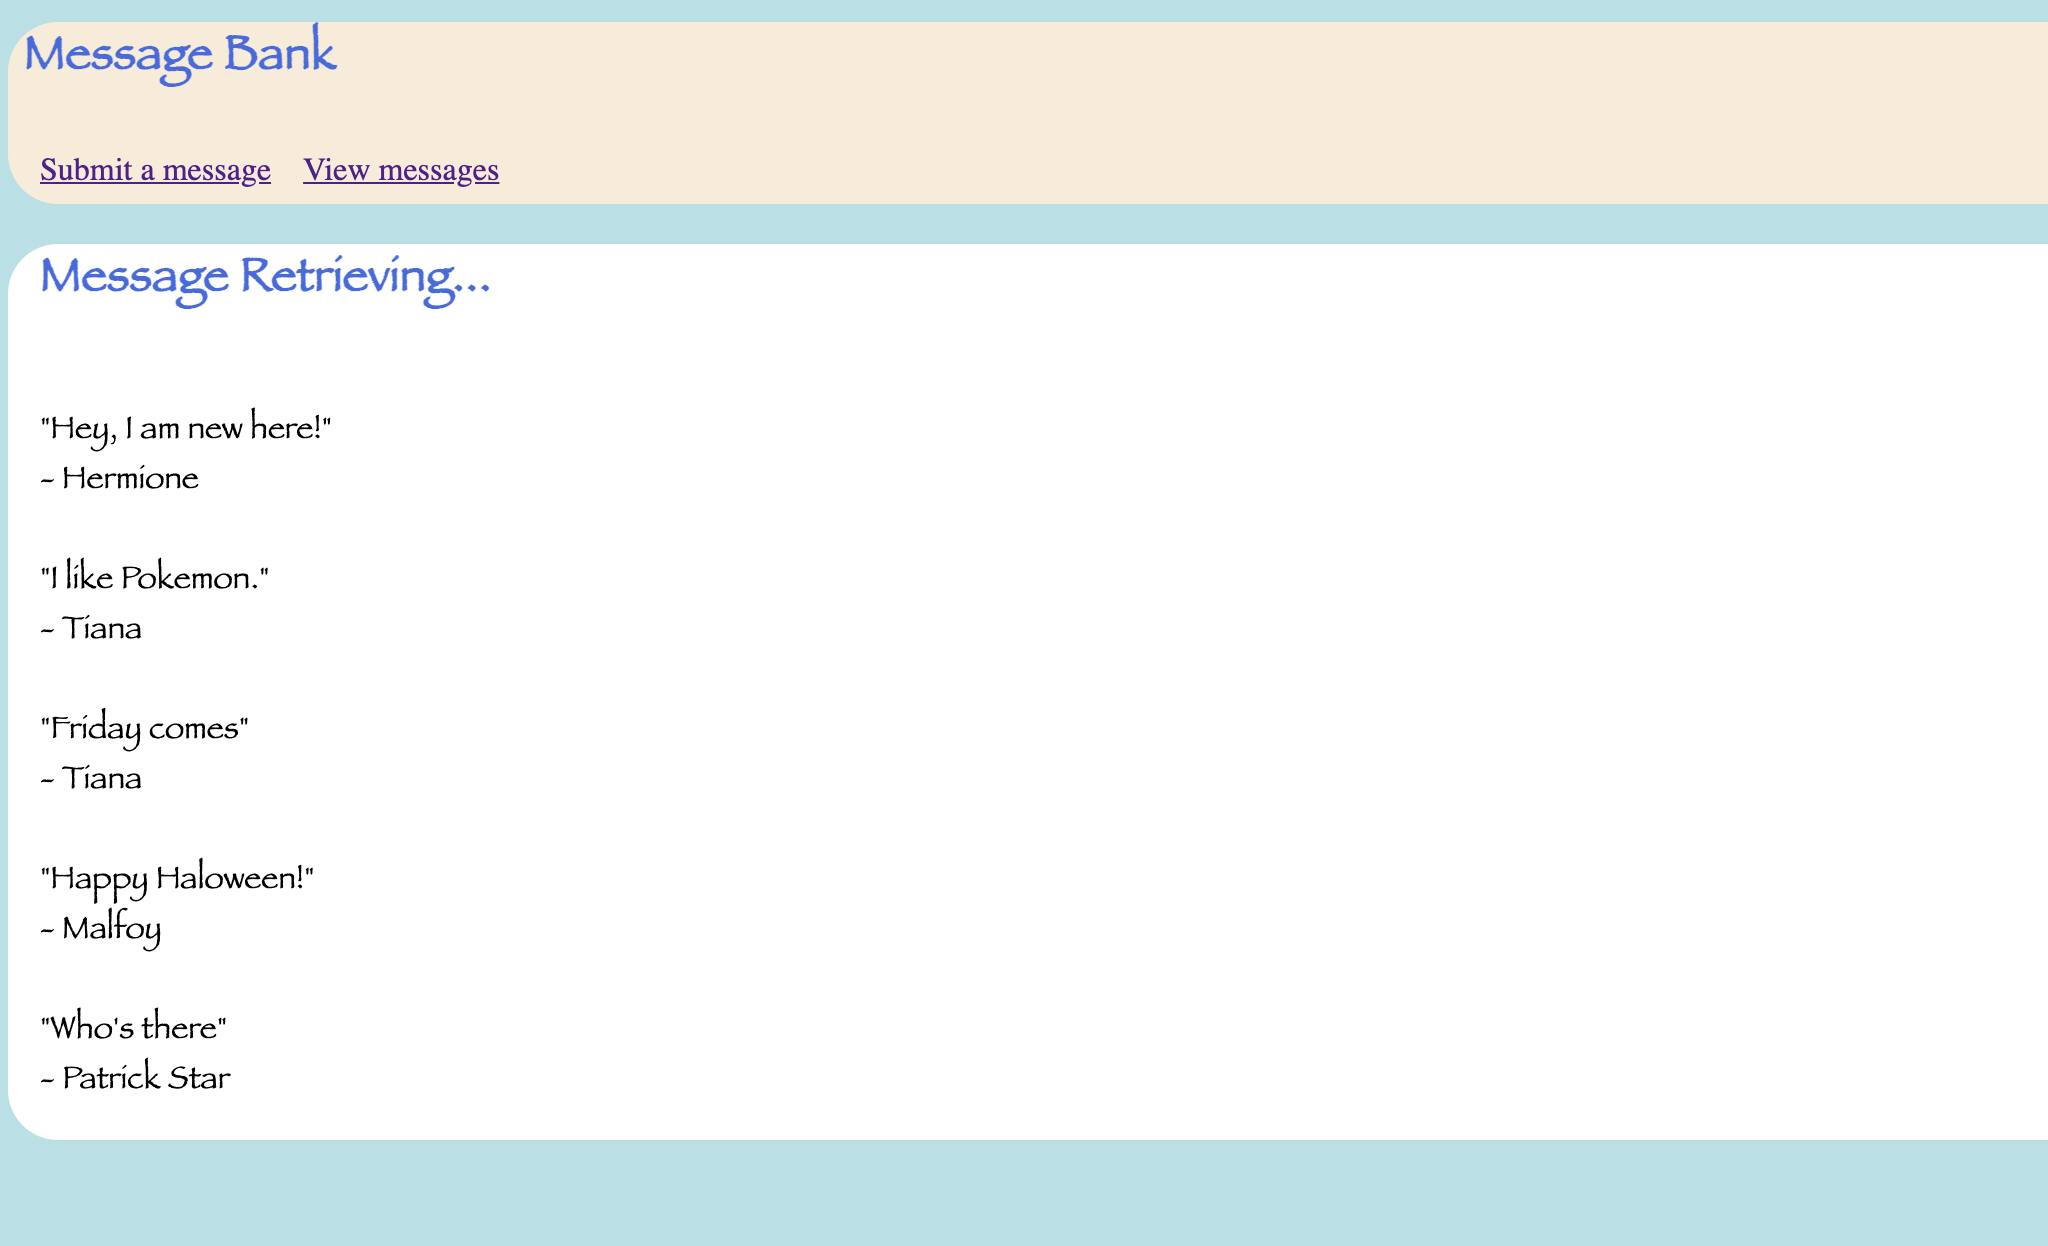 Message Bank
Submit a message View messages
Message Retrieving...
"Hey, I am new here!"
- Hermione
"I like Pokemon."
- Tiana
"Friday comes"
- Tiana
"Happy Haloween!"
- Malfoy
"Who's there"
- Patrick Star